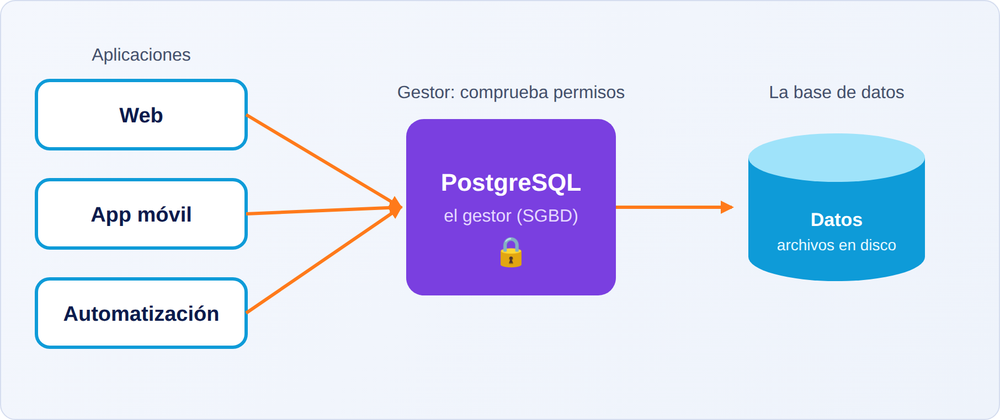 Aplicaciones
Web
App móvil
Automatización
Gestor: comprueba permisos
PostgreSQL
el gestor (SGBD)
La base de datos
Datos
archivos en disco